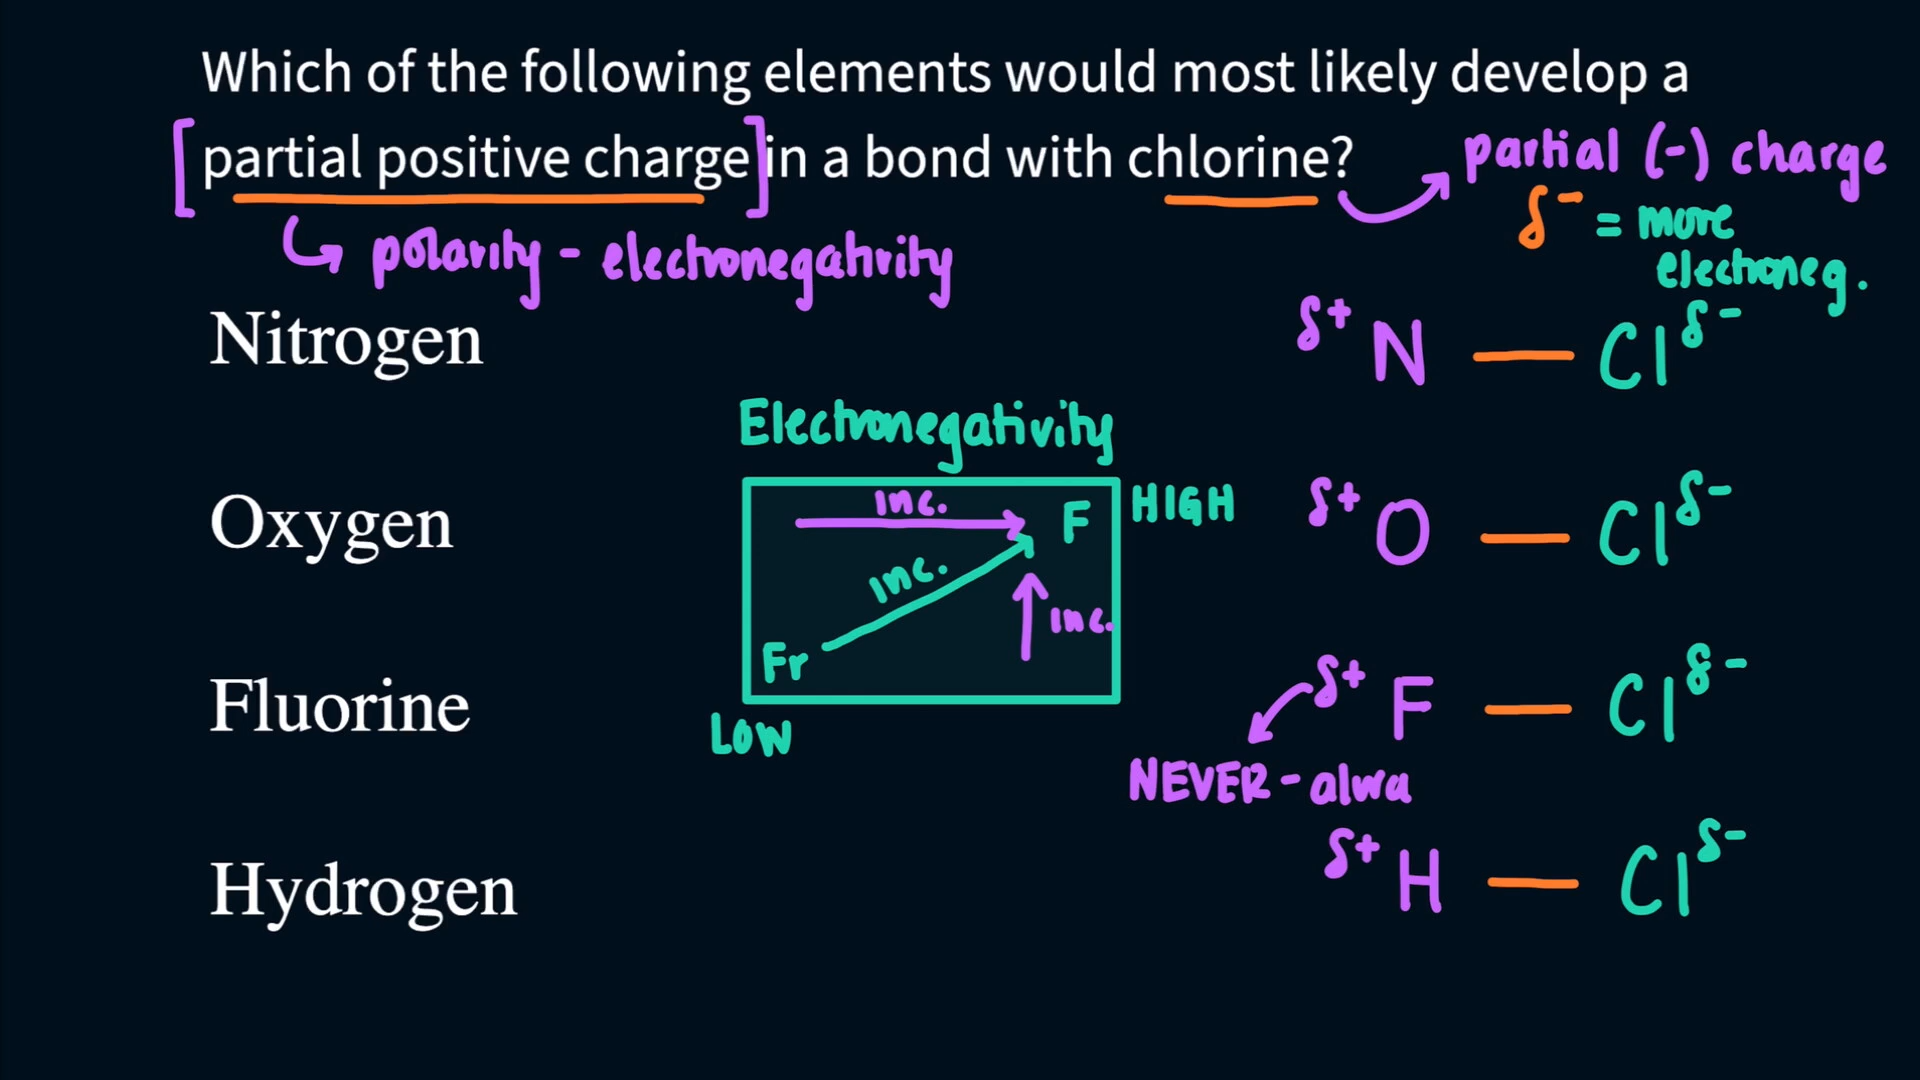 Which of the following elements would most likely develop a
[partial positive charge] in a bond with chlorine?
partial (-) charge
δ⁻ = more
electroneg.
polarity - electronegativity
Nitrogen
δ+ N — Cl δ-
Electronegativity
inc.
F
HIGH
Oxygen
δ+ O — Cl δ-
inc.
inc.
Fr
LOW
Fluorine
δ+ F — Cl δ-
NEVER - alwa
Hydrogen
δ+ H — Cl δ-